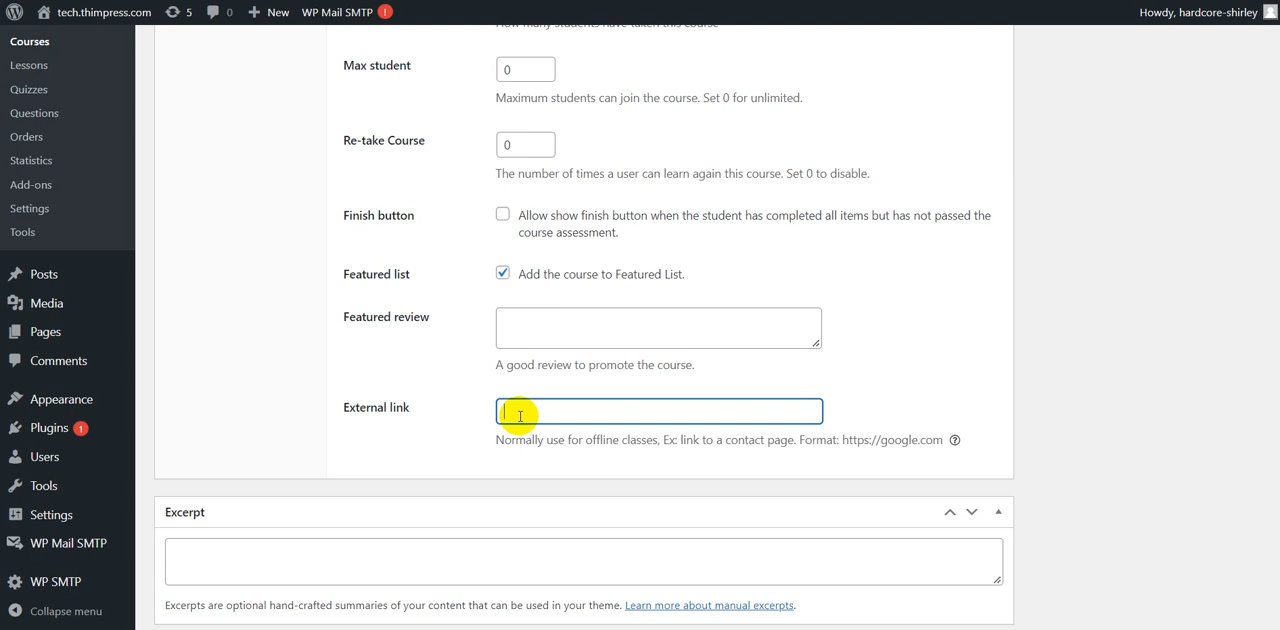 tech.thimpress.com 5 0 New WP Mail SMTP ! Howdy, hardcore-shirley
Courses
Lessons
Quizzes
Questions
Orders
Statistics
Add-ons
Settings
Tools
Posts
Media
Pages
Comments
Appearance
Plugins 1
Users
Tools
Settings
WP Mail SMTP
WP SMTP
Collapse menu
How many students have taken this course
Max student
0
Maximum students can join the course. Set 0 for unlimited.
Re-take Course
0
The number of times a user can learn again this course. Set 0 to disable.
Finish button
Allow show finish button when the student has completed all items but has not passed the
course assessment.
Featured list
Add the course to Featured List.
Featured review
A good review to promote the course.
External link
Normally use for offline classes, Ex: link to a contact page. Format: https://google.com ?
Excerpt
Excerpts are optional hand-crafted summaries of your content that can be used in your theme. Learn more about manual excerpts.